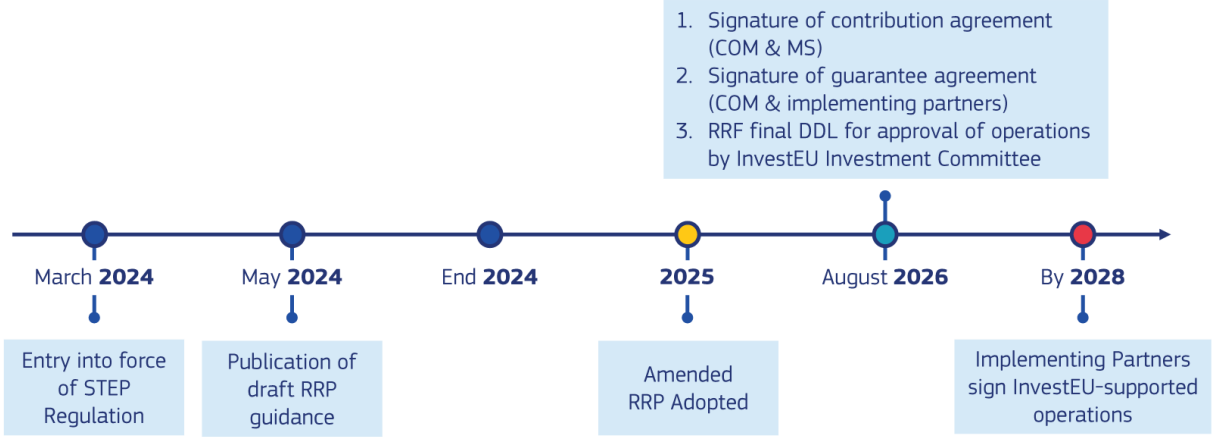 1. Signature of contribution agreement
(COM & MS)
2. Signature of guarantee agreement
(COM & implementing partners)
3. RRF final DDL for approval of operations
by InvestEU Investment Committee
March 2024
May 2024
End 2024
2025
August 2026
By 2028
Entry into force
of STEP
Regulation
Publication of
draft RRP
guidance
Amended
RRP Adopted
Implementing Partners
sign InvestEU-supported
operations